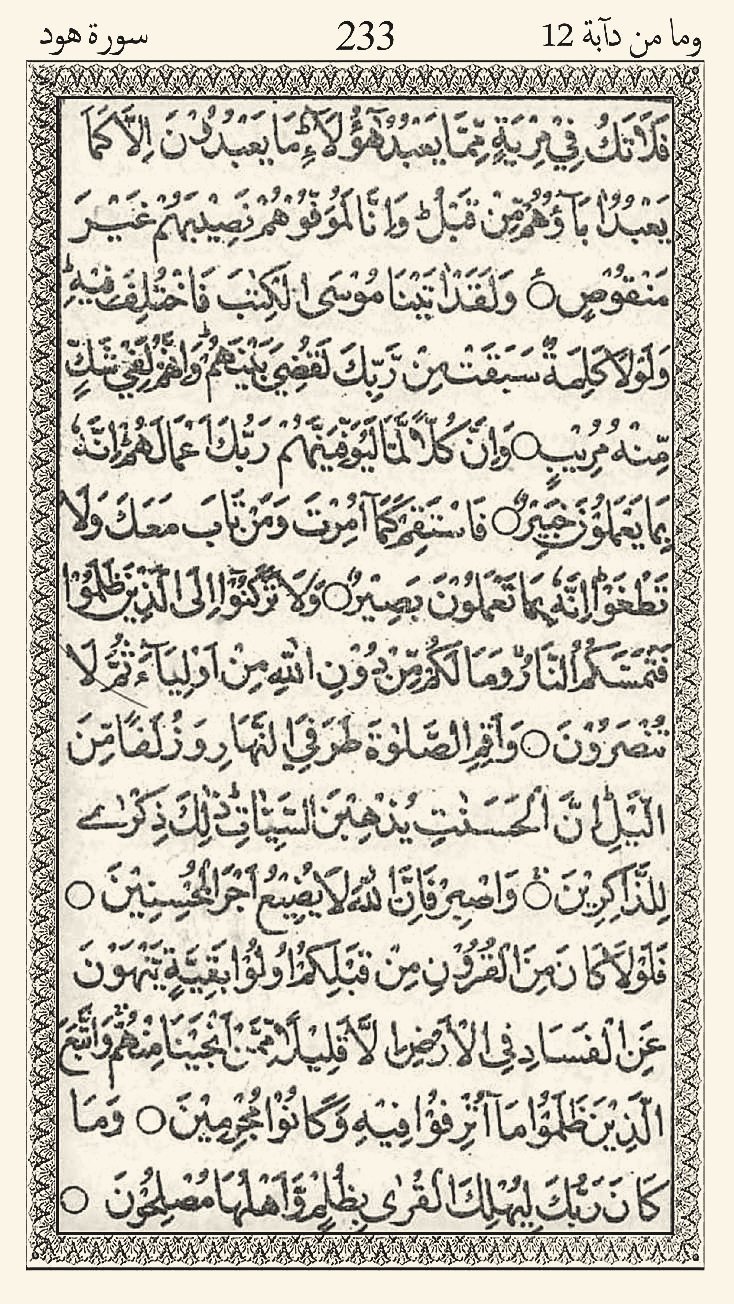 وما من دآبة 12 233 سورة هود
فَلَا تَكُ فِيْ مِرْيَةٍ مِّمَّا يَعْبُدُ هٰٓؤُلَآءِ ؕ مَا يَعْبُدُوْنَ اِلَّا كَمَا
يَعْبُدُ اٰبَآؤُهُمْ مِّنْ قَبْلُ ؕ وَ اِنَّا لَمُوَفُّوْهُمْ نَصِيْبَهُمْ غَيْرَ
مَنْقُوْصٍ ۠ ○ وَ لَقَدْ اٰتَيْنَا مُوْسَى الْكِتٰبَ فَاخْتُلِفَ فِيْهِ ؕ
وَ لَوْ لَا كَلِمَةٌ سَبَقَتْ مِنْ رَّبِّكَ لَقُضِيَ بَيْنَهُمْ ؕ وَ اِنَّهُمْ لَفِيْ شَكٍّ
مِّنْهُ مُرِيْبٍ ○ وَ اِنَّ كُلًّا لَّمَّا لَيُوَفِّيَنَّهُمْ رَبُّكَ اَعْمَالَهُمْ ؕ اِنَّهٗ
بِمَا يَعْمَلُوْنَ خَبِيْرٌ ○ فَاسْتَقِمْ كَمَآ اُمِرْتَ وَ مَنْ تَابَ مَعَكَ وَ لَا
تَطْغَوْا ؕ اِنَّهٗ بِمَا تَعْمَلُوْنَ بَصِيْرٌ ○ وَ لَا تَرْكَنُوْٓا اِلَى الَّذِيْنَ ظَلَمُوْا
فَتَمَسَّكُمُ النَّارُ ۙ وَ مَا لَكُمْ مِّنْ دُوْنِ اللّٰهِ مِنْ اَوْلِيَآءَ ثُمَّ لَا
تُنْصَرُوْنَ ○ وَ اَقِمِ الصَّلٰوةَ طَرَفَيِ النَّهَارِ وَ زُلَفًا مِّنَ
الَّيْلِ ؕ اِنَّ الْحَسَنٰتِ يُذْهِبْنَ السَّيِّاٰتِ ؕ ذٰلِكَ ذِكْرٰى
لِلذّٰكِرِيْنَ ۚ ○ وَ اصْبِرْ فَاِنَّ اللّٰهَ لَا يُضِيْعُ اَجْرَ الْمُحْسِنِيْنَ ○
فَلَوْ لَا كَانَ مِنَ الْقُرُوْنِ مِنْ قَبْلِكُمْ اُولُوْا بَقِيَّةٍ يَّنْهَوْنَ
عَنِ الْفَسَادِ فِي الْاَرْضِ اِلَّا قَلِيْلًا مِّمَّنْ اَنْجَيْنَا مِنْهُمْ ۚ وَ اتَّبَعَ
الَّذِيْنَ ظَلَمُوْا مَآ اُتْرِفُوْا فِيْهِ وَ كَانُوْا مُجْرِمِيْنَ ○ وَ مَا
كَانَ رَبُّكَ لِيُهْلِكَ الْقُرٰى بِظُلْمٍ وَّ اَهْلُهَا مُصْلِحُوْنَ ○